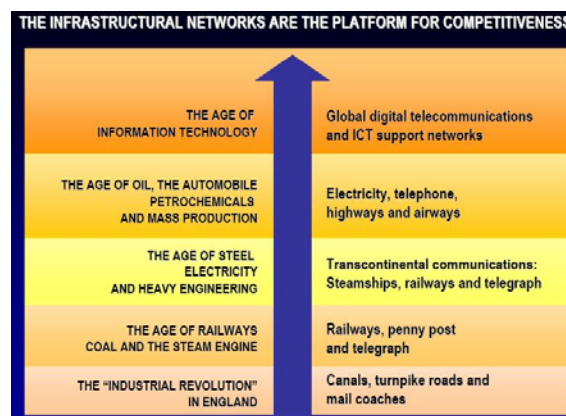 THE INFRASTRUCTURAL NETWORKS ARE THE PLATFORM FOR COMPETITIVENESS
THE AGE OF
INFORMATION TECHNOLOGY
Global digital telecommunications
and ICT support networks
THE AGE OF OIL, THE AUTOMOBILE
PETROCHEMICALS
AND MASS PRODUCTION
Electricity, telephone,
highways and airways
THE AGE OF STEEL
ELECTRICITY
AND HEAVY ENGINEERING
Transcontinental communications:
Steamships, railways and telegraph
THE AGE OF RAILWAYS
COAL AND THE STEAM ENGINE
Railways, penny post
and telegraph
THE “INDUSTRIAL REVOLUTION”
IN ENGLAND
Canals, turnpike roads and
mail coaches